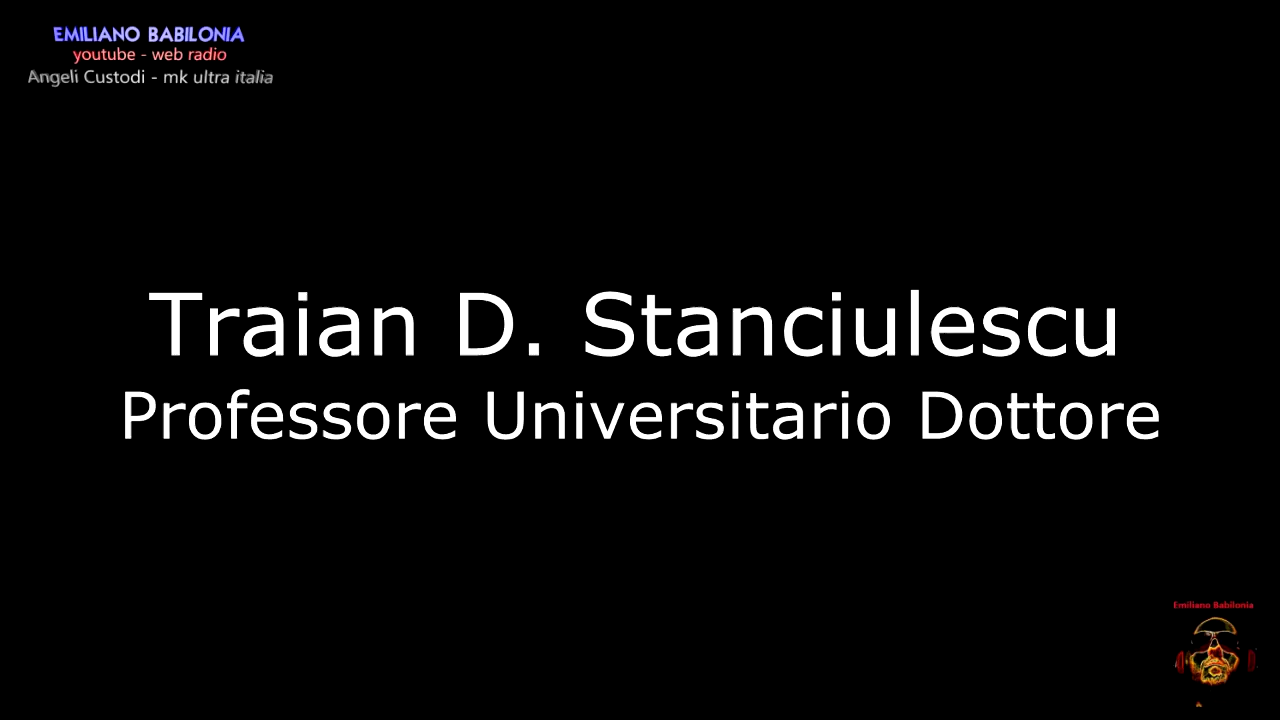 EMILIANO BABILONIA
youtube - web radio
Angeli Custodi - mk ultra italia
Traian D. Stanciulescu
Professore Universitario Dottore
Emiliano Babilonia